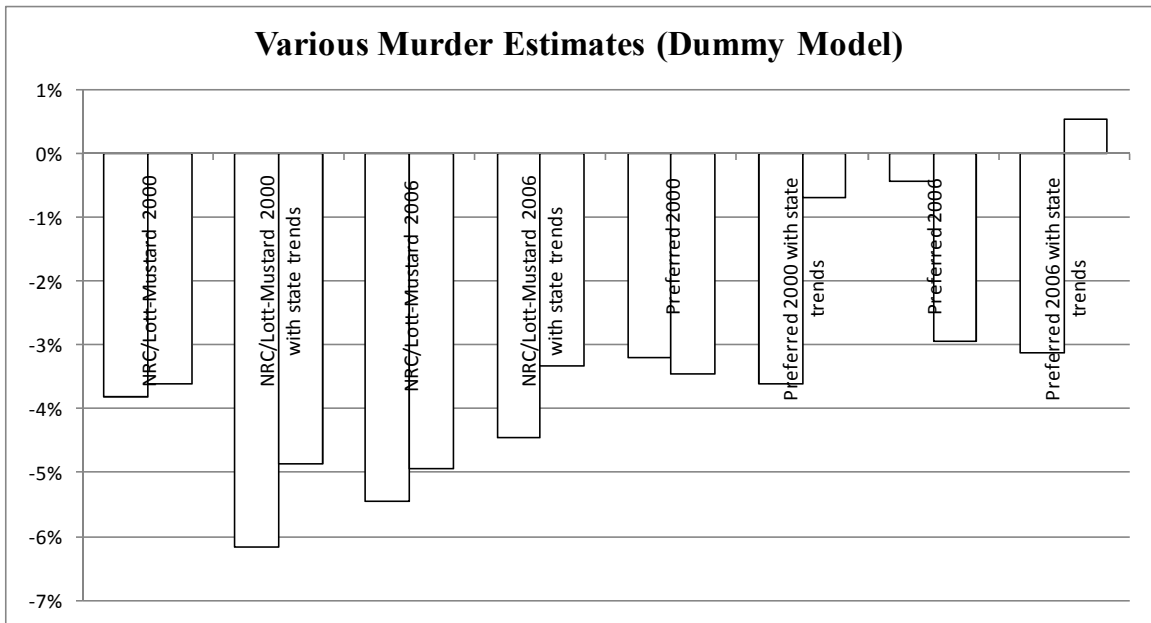 Various Murder Estimates (Dummy Model)
1%
0%
-1%
-2%
-3%
-4%
-5%
-6%
-7%
NRC/Lott-Mustard 2000
NRC/Lott-Mustard 2000
with state trends
NRC/Lott-Mustard 2006
NRC/Lott-Mustard 2006
with state trends
Preferred 2000
Preferred 2000 with state
trends
Preferred 2006
Preferred 2006 with state
trends